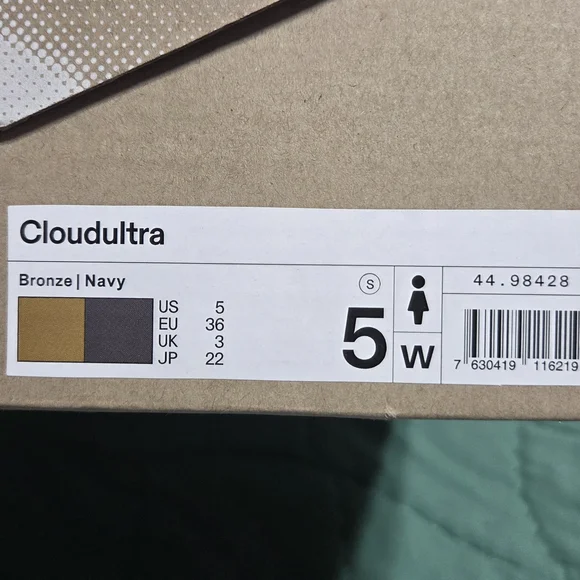 Cloudultra
Bronze | Navy
US 5
EU 36
UK 3
JP 22
S
5
W
44.98428
7 630419 116219